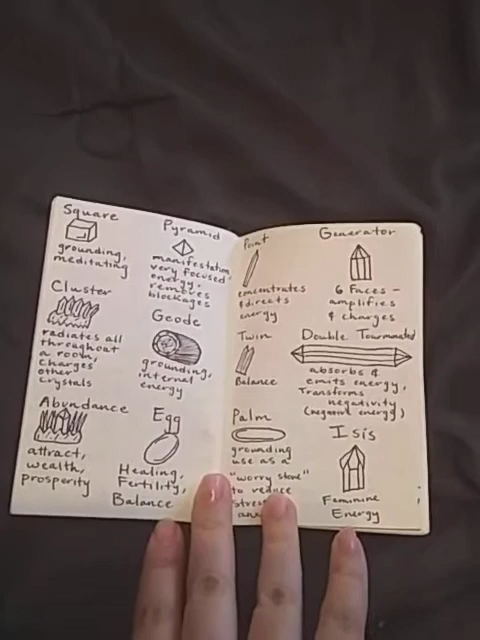 Square
grounding,
meditating
Pyramid
manifestation,
very focused
energy,
removes
blockages
Cluster
radiates all
throughout
a room,
charges
other
crystals
Geode
grounding,
internal
energy
Abundance
attract,
wealth,
prosperity
Egg
Healing,
Fertility,
Balance
Point
concentrates
& directs
energy
Generator
6 Faces -
amplifies
& charges
Twin
Balance
Double Tourmanated
absorbs &
emits energy,
Transforms
negativity
(negative energy)
Palm
grounding
use as a
"worry stone"
to reduce
stress
Isis
Feminine
Energy